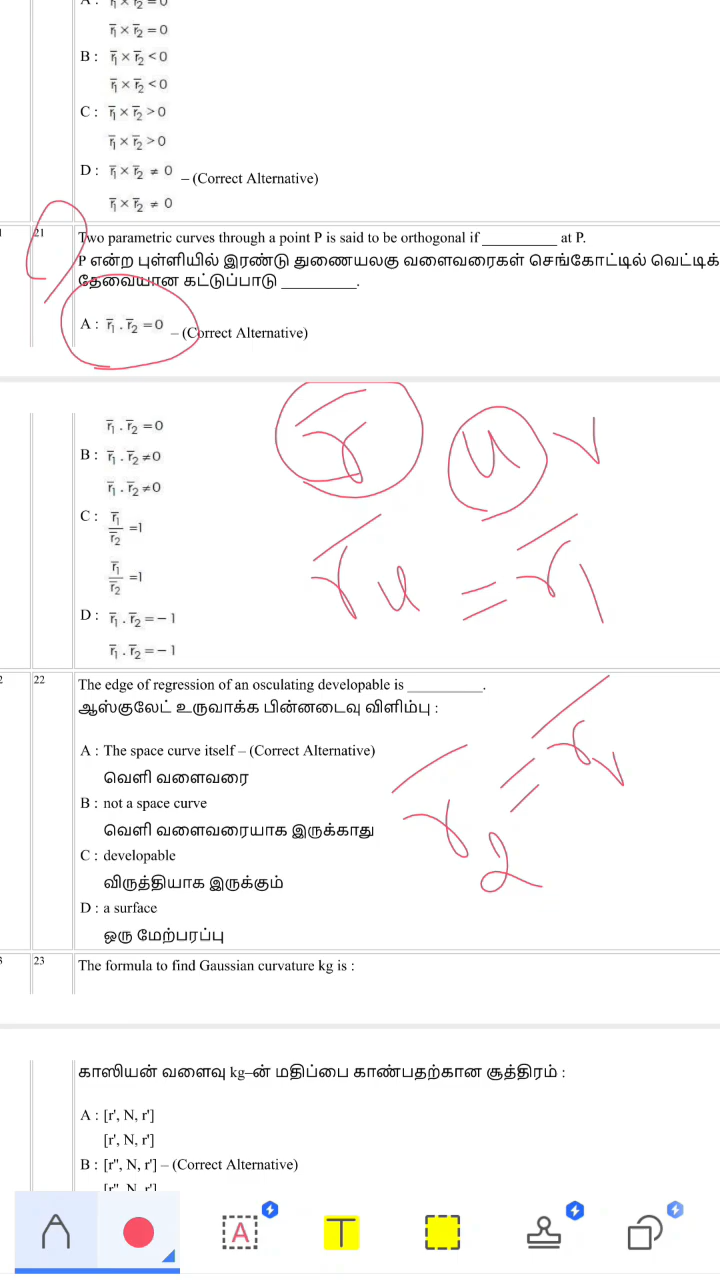 A : r̅₁ × r̅₂ = 0
r̅₁ × r̅₂ = 0
B : r̅₁ × r̅₂ < 0
r̅₁ × r̅₂ < 0
C : r̅₁ × r̅₂ > 0
r̅₁ × r̅₂ > 0
D : r̅₁ × r̅₂ ≠ 0 – (Correct Alternative)
r̅₁ × r̅₂ ≠ 0
21 Two parametric curves through a point P is said to be orthogonal if __________ at P.
P என்ற புள்ளியில் இரண்டு துணையலகு வளைவரைகள் செங்கோட்டில் வெட்டிக்
தேவையான கட்டுப்பாடு __________.
A : r̅₁ . r̅₂ = 0 – (Correct Alternative)
r̅₁ . r̅₂ = 0
B : r̅₁ . r̅₂ ≠ 0
r̅₁ . r̅₂ ≠ 0
C : r̅₁ / r̅₂ = 1
r̅₁ / r̅₂ = 1
D : r̅₁ . r̅₂ = – 1
r̅₁ . r̅₂ = – 1
r̅ u v
r̅u = r̅1
r̅2 = r̅v
22 The edge of regression of an osculating developable is __________.
ஆஸ்குலேட் உருவாக்க பின்னடைவு விளிம்பு :
A : The space curve itself – (Correct Alternative)
வெளி வளைவரை
B : not a space curve
வெளி வளைவரையாக இருக்காது
C : developable
விருத்தியாக இருக்கும்
D : a surface
ஒரு மேற்பரப்பு
23 The formula to find Gaussian curvature kg is :
காஸியன் வளைவு kg–ன் மதிப்பை காண்பதற்கான சூத்திரம் :
A : [r', N, r']
[r', N, r']
B : [r'', N, r'] – (Correct Alternative)
[r'', N, r']
A
T